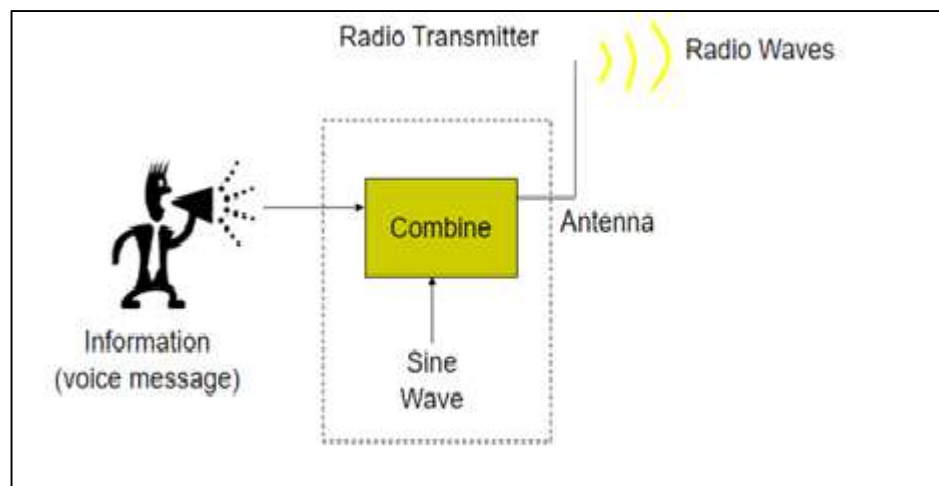 Radio Transmitter
Radio Waves
Combine
Antenna
Information
(voice message)
Sine
Wave